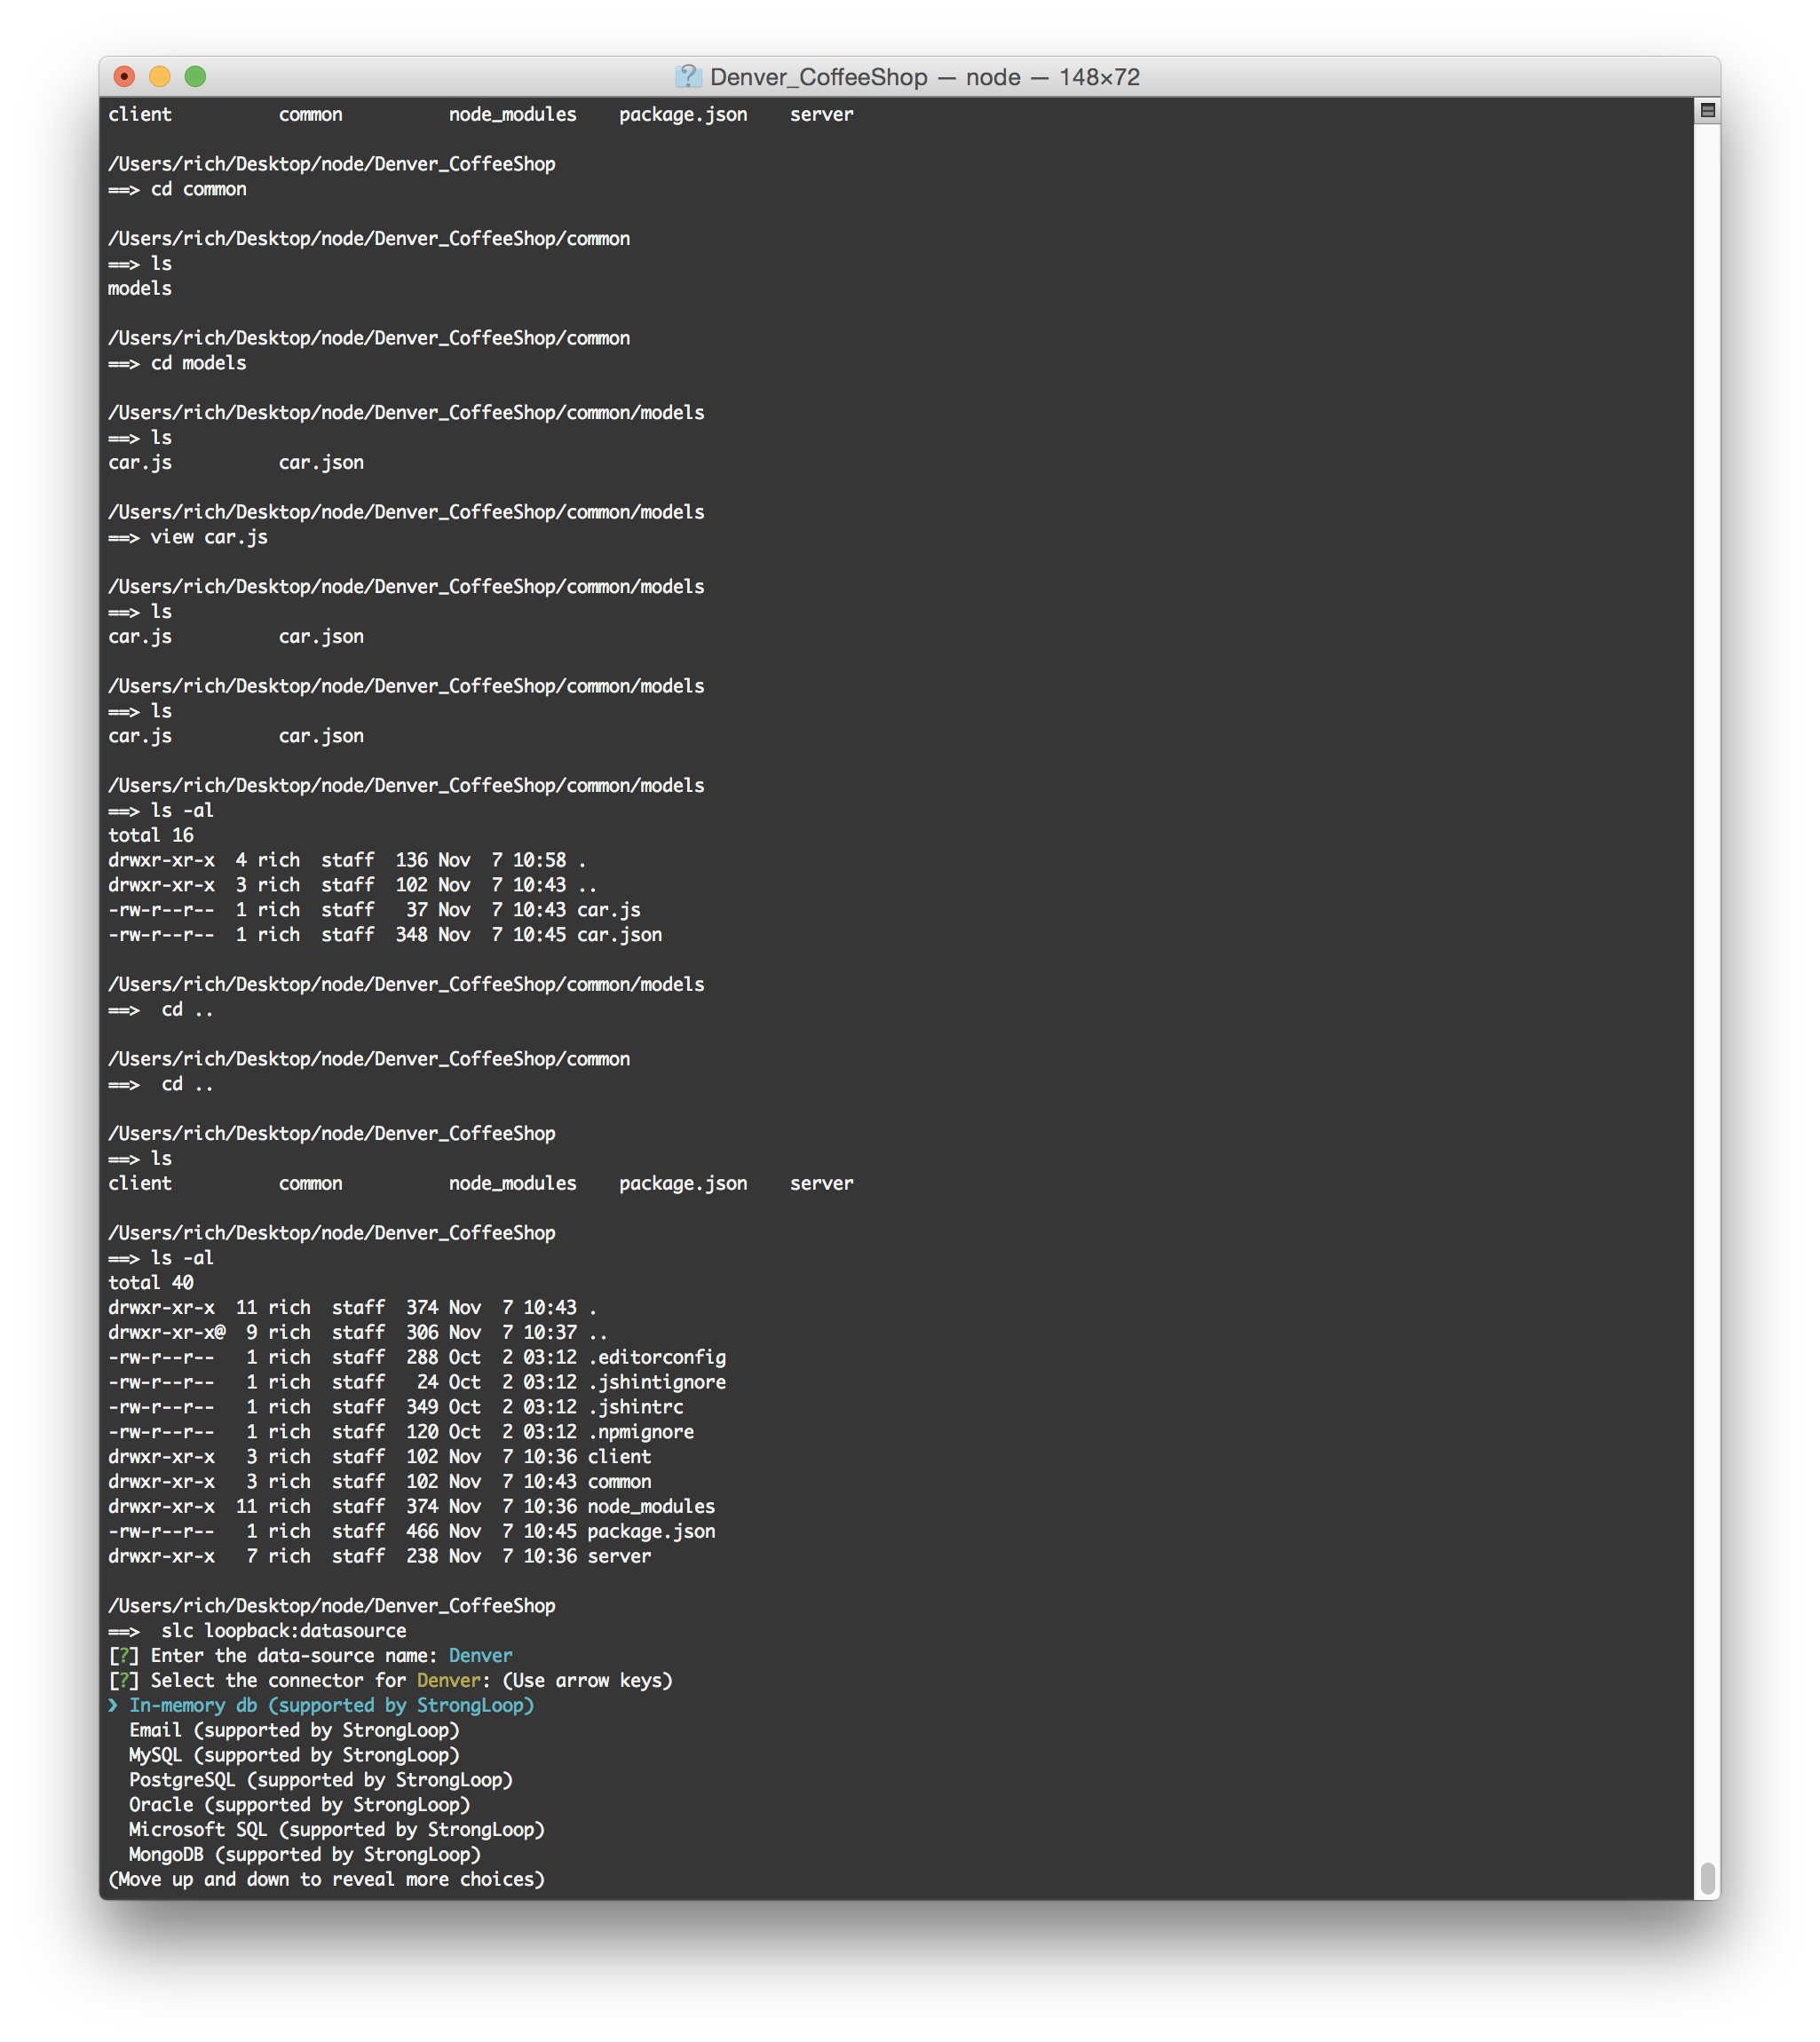 Denver_CoffeeShop — node — 148×72
client          common          node_modules    package.json    server

/Users/rich/Desktop/node/Denver_CoffeeShop
==> cd common

/Users/rich/Desktop/node/Denver_CoffeeShop/common
==> ls
models

/Users/rich/Desktop/node/Denver_CoffeeShop/common
==> cd models

/Users/rich/Desktop/node/Denver_CoffeeShop/common/models
==> ls
car.js          car.json

/Users/rich/Desktop/node/Denver_CoffeeShop/common/models
==> view car.js

/Users/rich/Desktop/node/Denver_CoffeeShop/common/models
==> ls
car.js          car.json

/Users/rich/Desktop/node/Denver_CoffeeShop/common/models
==> ls
car.js          car.json

/Users/rich/Desktop/node/Denver_CoffeeShop/common/models
==> ls -al
total 16
drwxr-xr-x  4 rich  staff  136 Nov  7 10:58 .
drwxr-xr-x  3 rich  staff  102 Nov  7 10:43 ..
-rw-r--r--  1 rich  staff   37 Nov  7 10:43 car.js
-rw-r--r--  1 rich  staff  348 Nov  7 10:45 car.json

/Users/rich/Desktop/node/Denver_CoffeeShop/common/models
==>  cd ..

/Users/rich/Desktop/node/Denver_CoffeeShop/common
==>  cd ..

/Users/rich/Desktop/node/Denver_CoffeeShop
==> ls
client          common          node_modules    package.json    server

/Users/rich/Desktop/node/Denver_CoffeeShop
==> ls -al
total 40
drwxr-xr-x  11 rich  staff  374 Nov  7 10:43 .
drwxr-xr-x@  9 rich  staff  306 Nov  7 10:37 ..
-rw-r--r--   1 rich  staff  288 Oct  2 03:12 .editorconfig
-rw-r--r--   1 rich  staff   24 Oct  2 03:12 .jshintignore
-rw-r--r--   1 rich  staff  349 Oct  2 03:12 .jshintrc
-rw-r--r--   1 rich  staff  120 Oct  2 03:12 .npmignore
drwxr-xr-x   3 rich  staff  102 Nov  7 10:36 client
drwxr-xr-x   3 rich  staff  102 Nov  7 10:43 common
drwxr-xr-x  11 rich  staff  374 Nov  7 10:36 node_modules
-rw-r--r--   1 rich  staff  466 Nov  7 10:45 package.json
drwxr-xr-x   7 rich  staff  238 Nov  7 10:36 server

/Users/rich/Desktop/node/Denver_CoffeeShop
==>  slc loopback:datasource
[?] Enter the data-source name: Denver
[?] Select the connector for Denver: (Use arrow keys)
❯ In-memory db (supported by StrongLoop)
  Email (supported by StrongLoop)
  MySQL (supported by StrongLoop)
  PostgreSQL (supported by StrongLoop)
  Oracle (supported by StrongLoop)
  Microsoft SQL (supported by StrongLoop)
  MongoDB (supported by StrongLoop)
(Move up and down to reveal more choices)